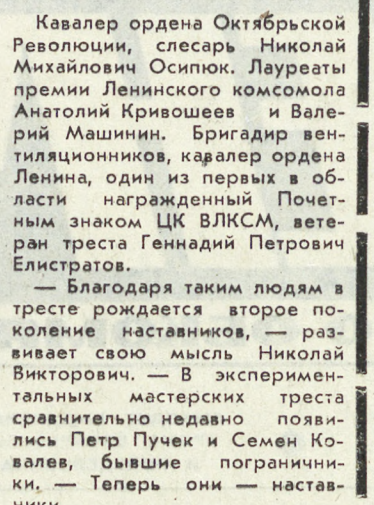 Кавалер ордена Октябрьской
Революции, слесарь Николай
Михайлович Осипюк. Лауреаты
премии Ленинского комсомола
Анатолий Кривошеев и Вале-
рий Машинин. Бригадир вен-
тиляционников, кавалер ордена
Ленина, один из первых в об-
ласти награжденный Почет-
ным знаком ЦК ВЛКСМ, вете-
ран треста Геннадий Петрович
Елистратов.
— Благодаря таким людям в
тресте рождается второе по-
коление наставников, — раз-
вивает свою мысль Николай
Викторович. — В эксперимен-
тальных мастерских треста
сравнительно недавно появи-
лись Петр Пучек и Семен Ко-
валев, бывшие погранични-
ки. — Теперь они — настав-